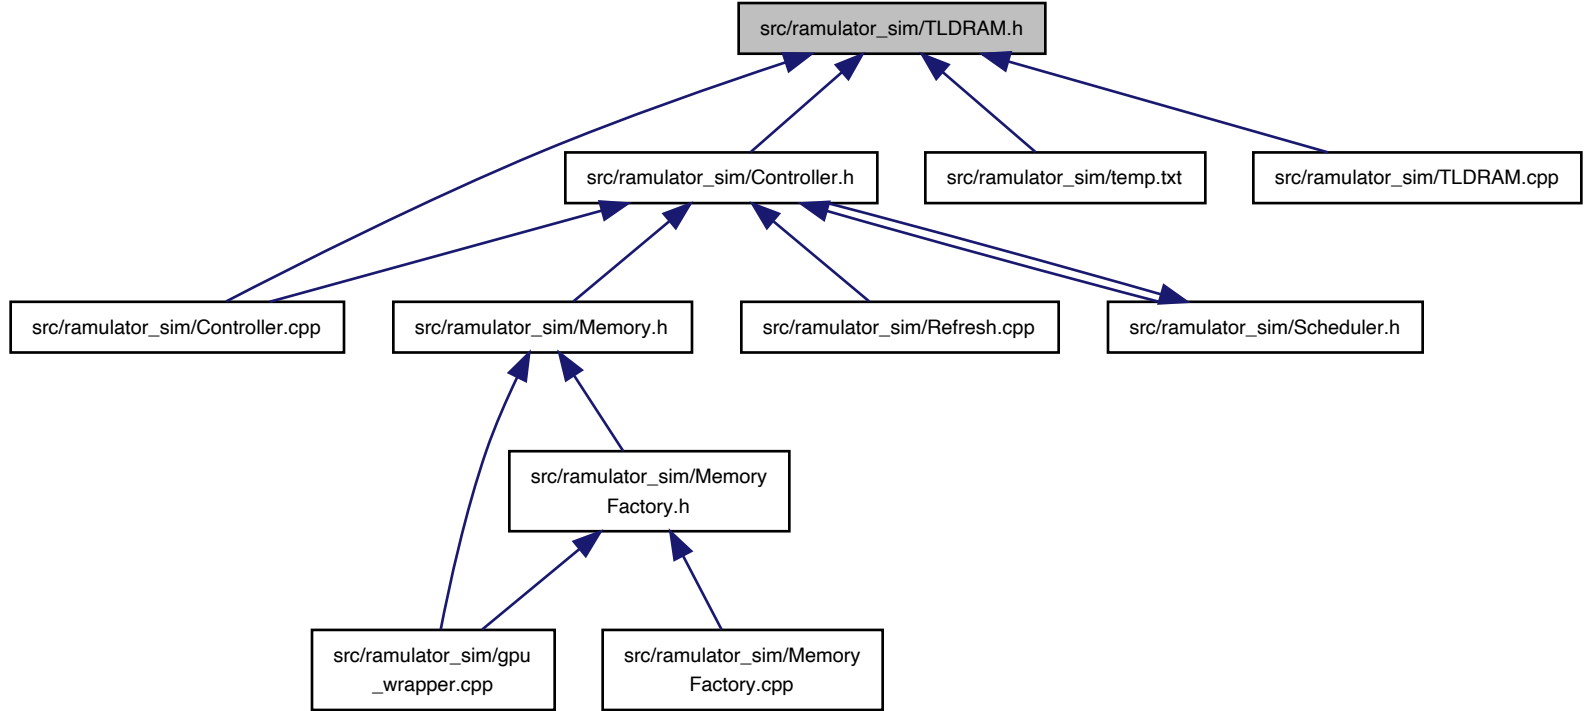 src/ramulator_sim/TLDRAM.h
src/ramulator_sim/Controller.h
src/ramulator_sim/temp.txt
src/ramulator_sim/TLDRAM.cpp
src/ramulator_sim/Controller.cpp
src/ramulator_sim/Memory.h
src/ramulator_sim/Refresh.cpp
src/ramulator_sim/Scheduler.h
src/ramulator_sim/Memory
Factory.h
src/ramulator_sim/gpu
_wrapper.cpp
src/ramulator_sim/Memory
Factory.cpp